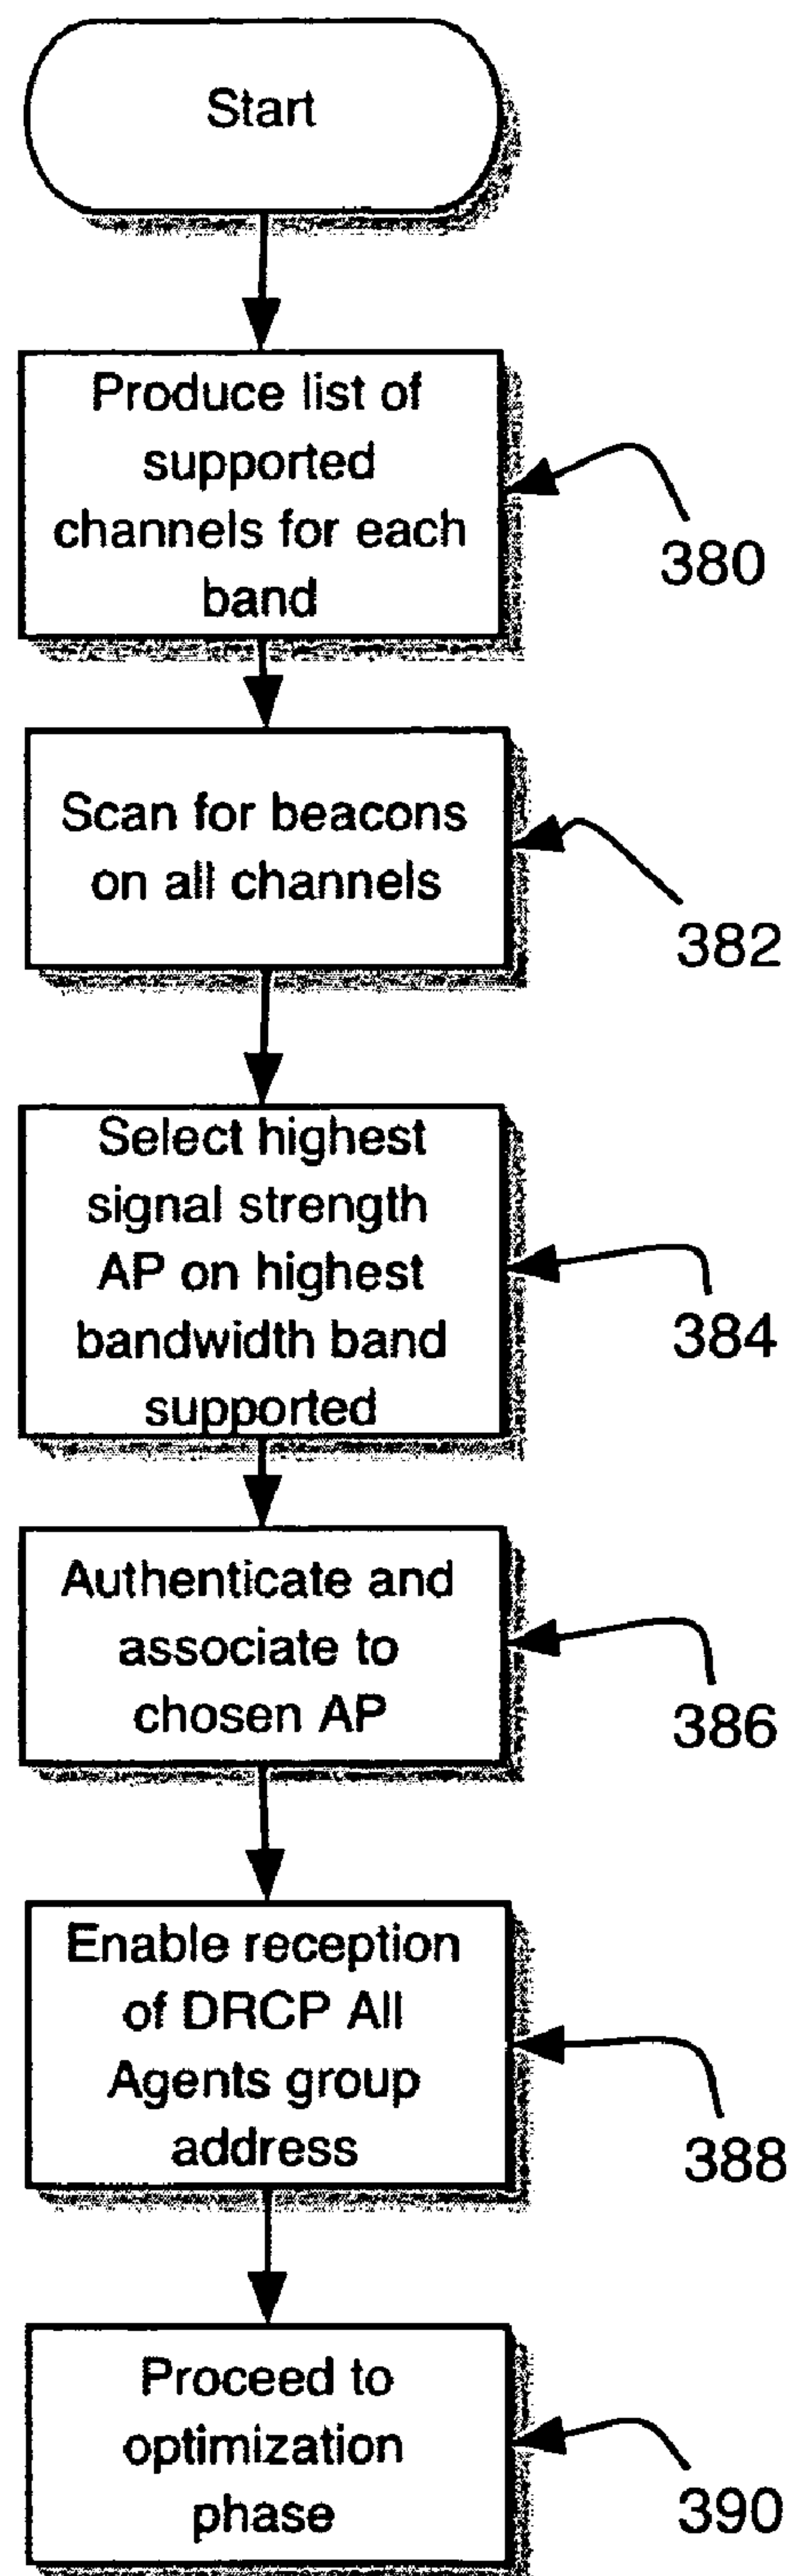 Start
Produce list of
supported
channels for each
band
380
Scan for beacons
on all channels
382
Select highest
signal strength
AP on highest
bandwidth band
supported
384
Authenticate and
associate to
chosen AP
386
Enable reception
of DRCP All
Agents group
address
388
Proceed to
optimization
phase
390